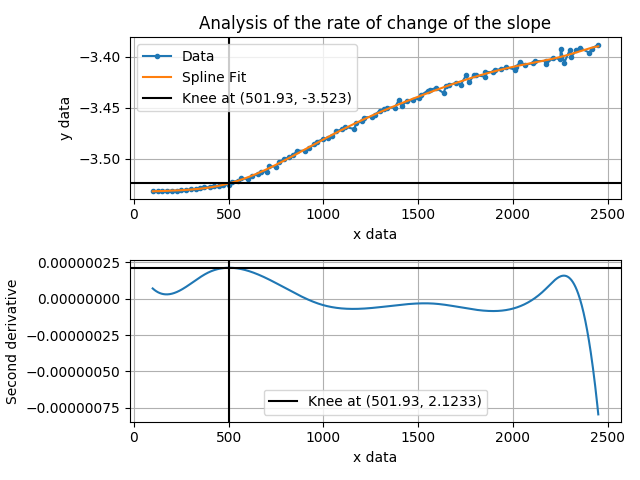 Analysis of the rate of change of the slope
Data
Spline Fit
Knee at (501.93, -3.523)
y data
−3.40
−3.45
−3.50
0 500 1000 1500 2000 2500
x data
Second derivative
0.00000025
0.00000000
−0.00000025
−0.00000050
−0.00000075
Knee at (501.93, 2.1233)
0 500 1000 1500 2000 2500
x data